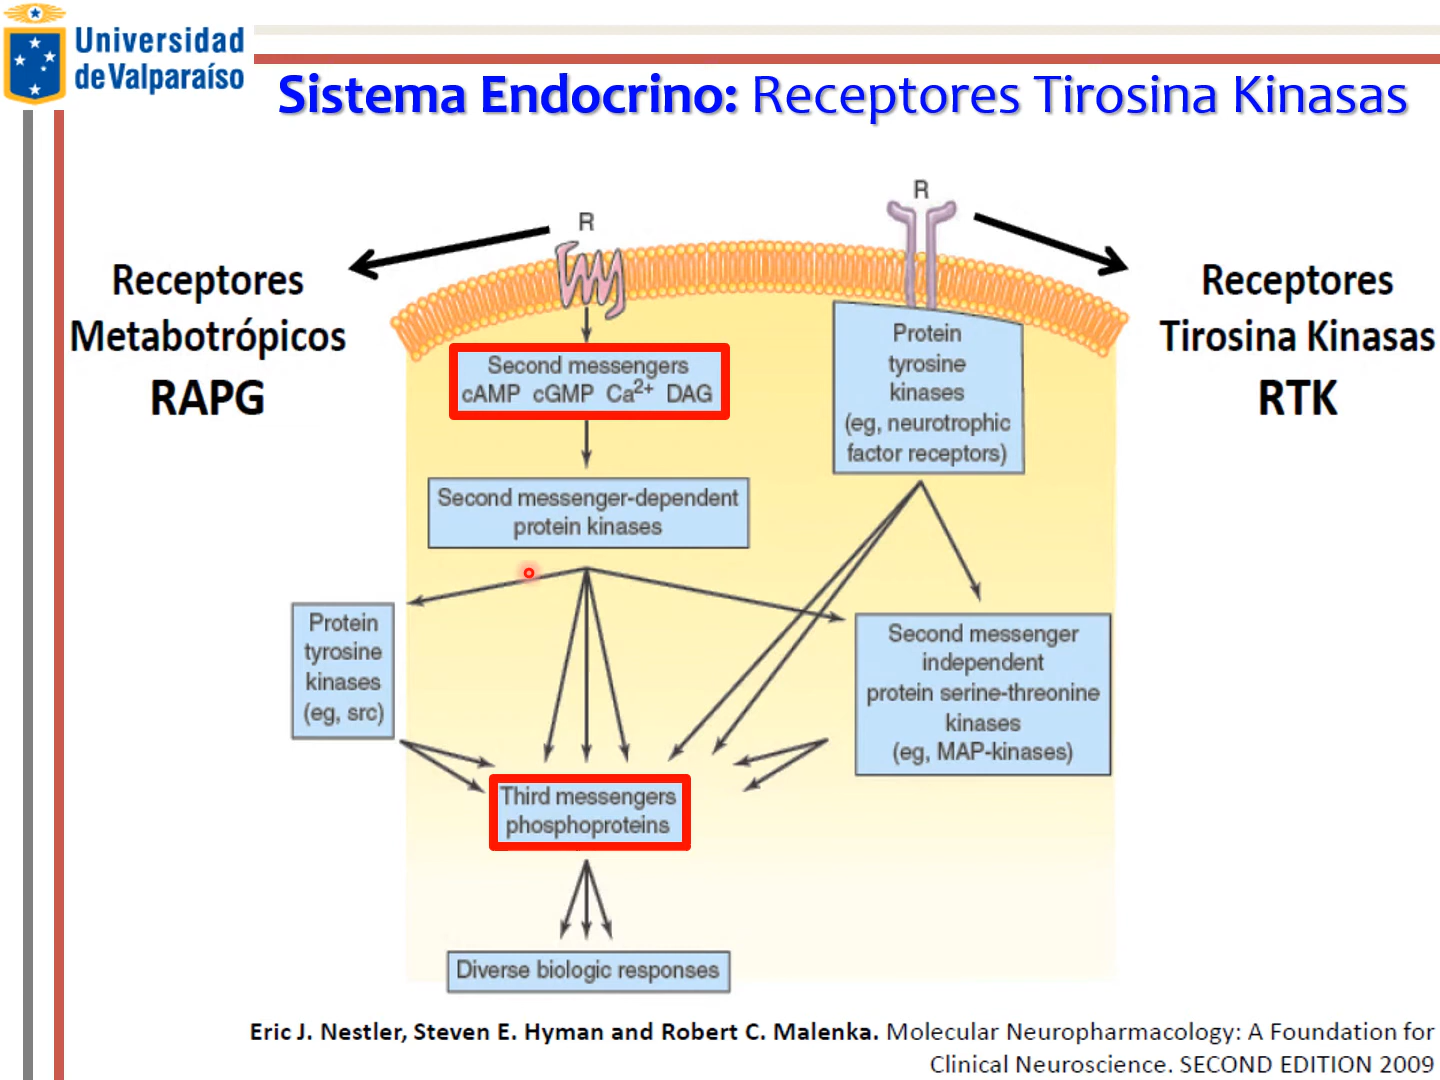 Universidad
de Valparaíso
Sistema Endocrino: Receptores Tirosina Kinasas
R
R
Receptores
Metabotrópicos
RAPG
Receptores
Tirosina Kinasas
RTK
Second messengers
cAMP cGMP Ca2+ DAG
Protein
tyrosine
kinases
(eg, neurotrophic
factor receptors)
Second messenger-dependent
protein kinases
Protein
tyrosine
kinases
(eg, src)
Second messenger
independent
protein serine-threonine
kinases
(eg, MAP-kinases)
Third messengers
phosphoproteins
Diverse biologic responses
Eric J. Nestler, Steven E. Hyman and Robert C. Malenka. Molecular Neuropharmacology: A Foundation for
Clinical Neuroscience. SECOND EDITION 2009